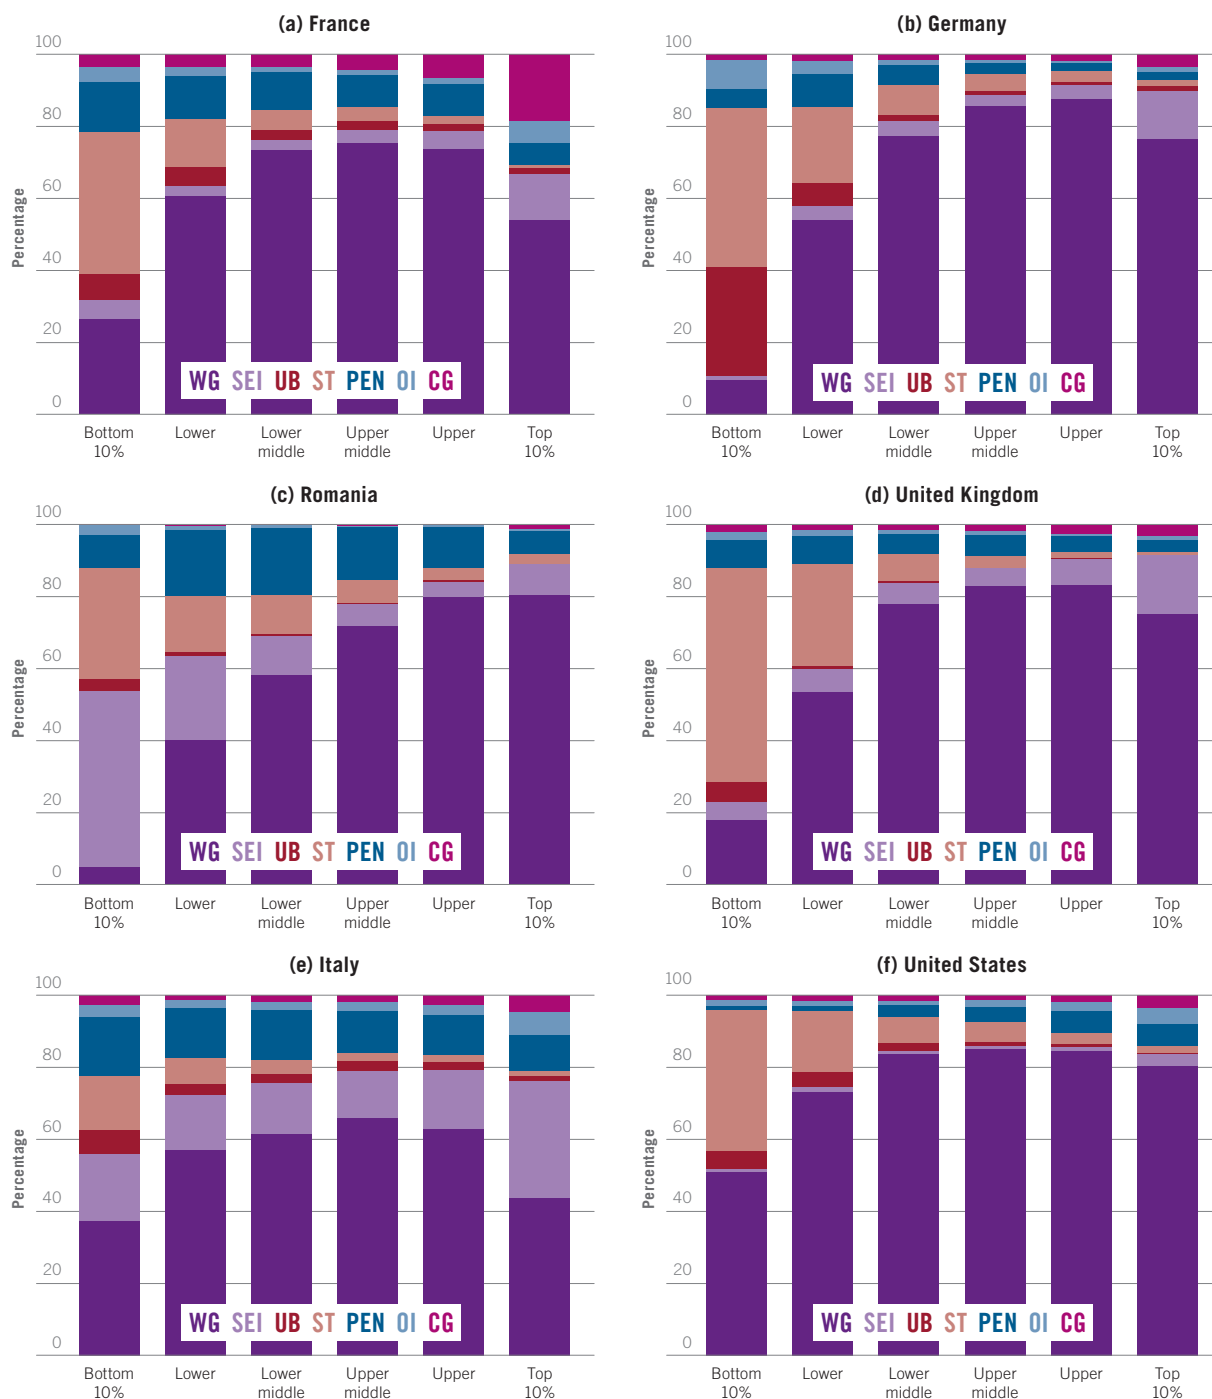 (a) France
100
80
60
40
20
0
Percentage
WG SEI UB ST PEN OI CG
Bottom 10%
Lower
Lower middle
Upper middle
Upper
Top 10%
(b) Germany
100
80
60
40
20
0
Percentage
WG SEI UB ST PEN OI CG
Bottom 10%
Lower
Lower middle
Upper middle
Upper
Top 10%
(c) Romania
100
80
60
40
20
0
Percentage
WG SEI UB ST PEN OI CG
Bottom 10%
Lower
Lower middle
Upper middle
Upper
Top 10%
(d) United Kingdom
100
80
60
40
20
0
Percentage
WG SEI UB ST PEN OI CG
Bottom 10%
Lower
Lower middle
Upper middle
Upper
Top 10%
(e) Italy
100
80
60
40
20
0
Percentage
WG SEI UB ST PEN OI CG
Bottom 10%
Lower
Lower middle
Upper middle
Upper
Top 10%
(f) United States
100
80
60
40
20
0
Percentage
WG SEI UB ST PEN OI CG
Bottom 10%
Lower
Lower middle
Upper middle
Upper
Top 10%